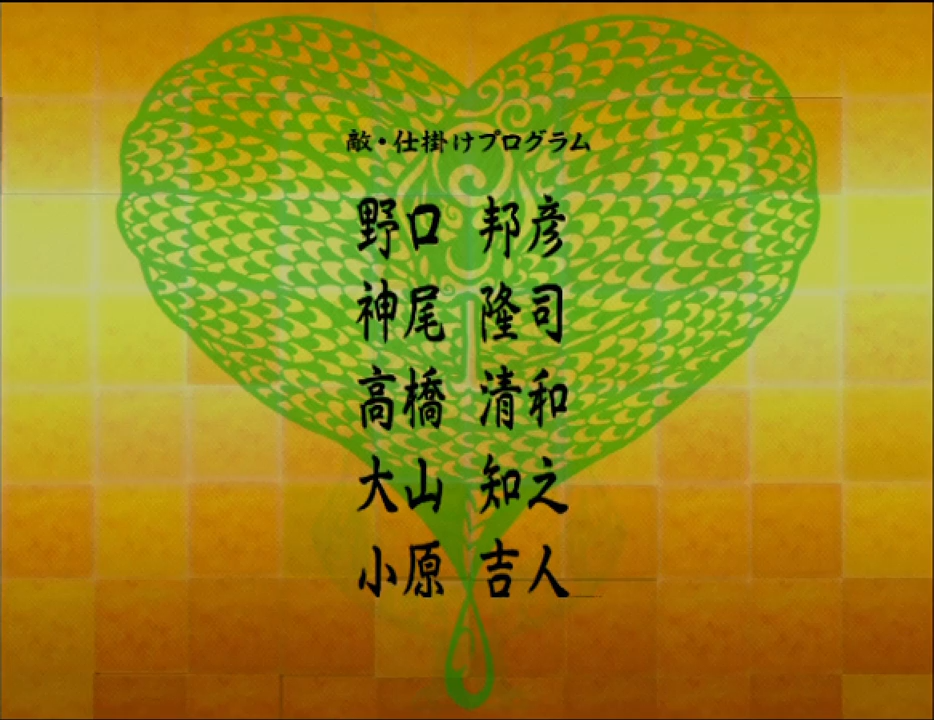 敵・仕掛けプログラム
野口 邦彦
神尾 隆司
高橋 清和
大山 知之
小原 吉人